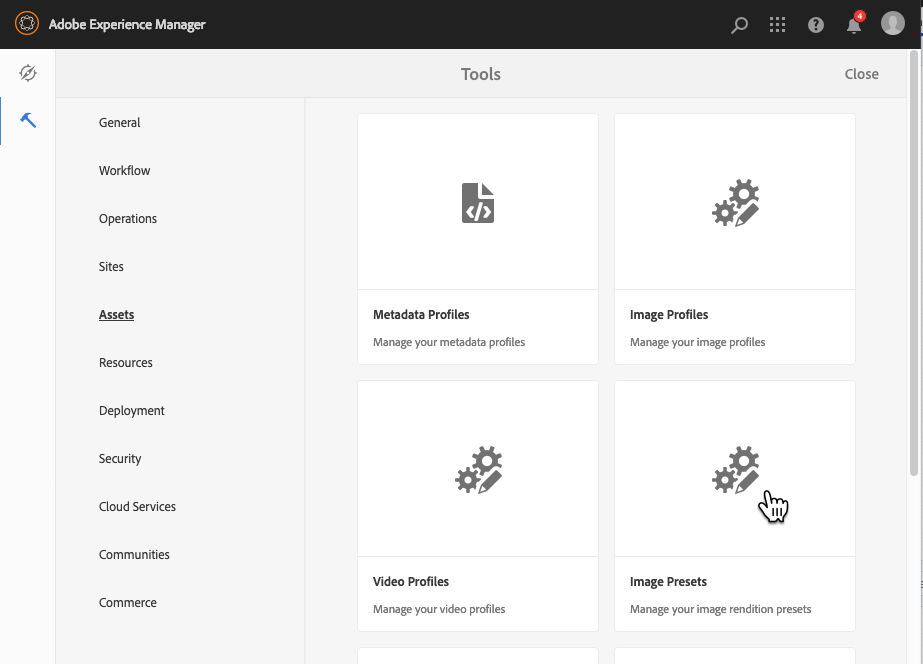 Adobe Experience Manager
4
Tools
Close
General
Workflow
Operations
Sites
Assets
Resources
Deployment
Security
Cloud Services
Communities
Commerce
Metadata Profiles
Manage your metadata profiles
Image Profiles
Manage your image profiles
Video Profiles
Manage your video profiles
Image Presets
Manage your image rendition presets